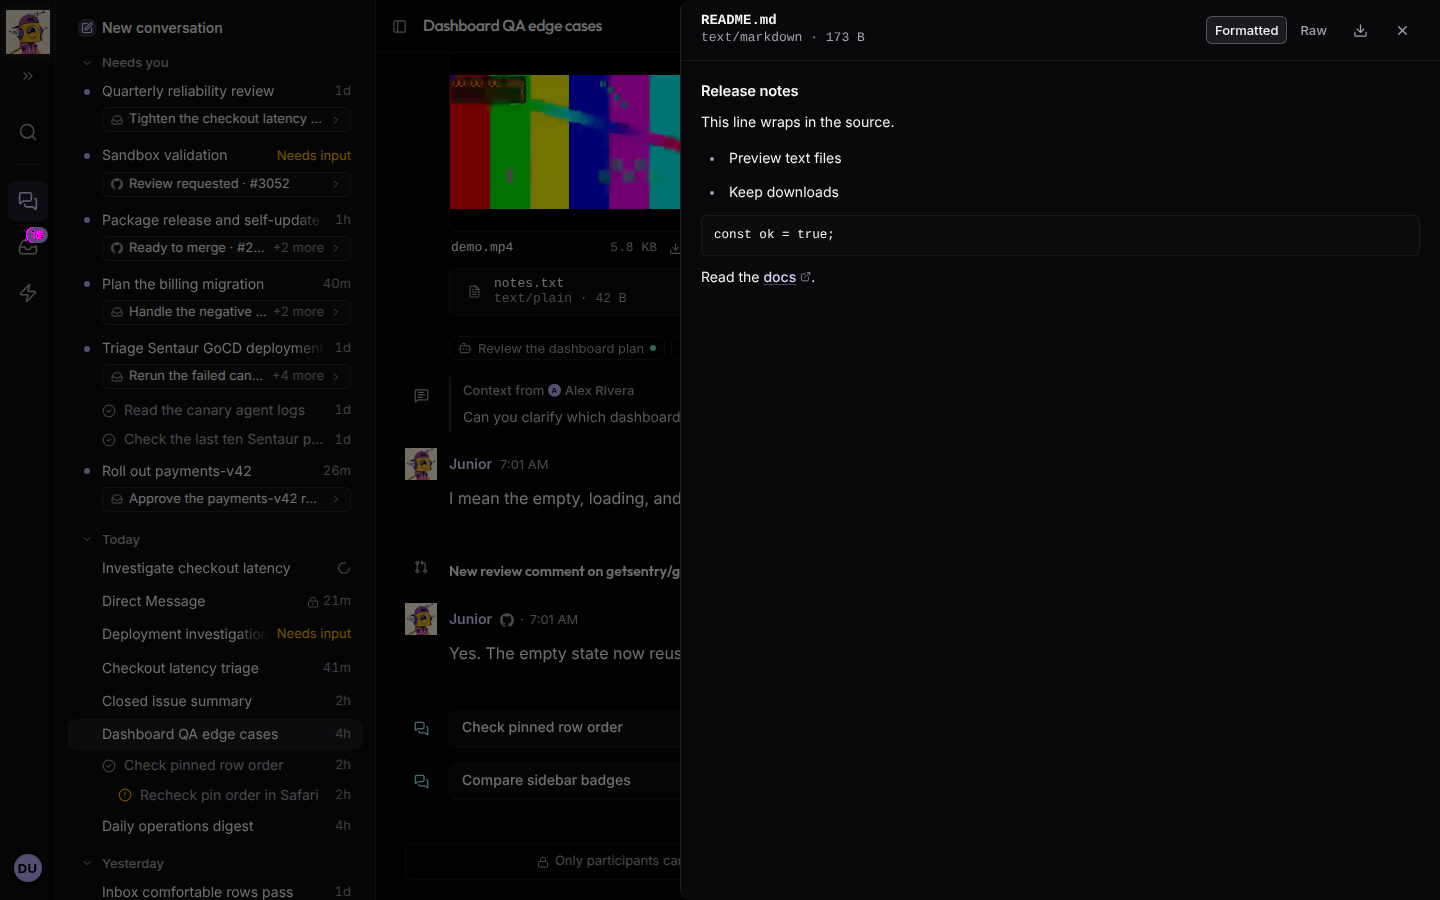 New conversation
Needs you
Quarterly reliability review 1d
Tighten the checkout latency ...
Sandbox validation Needs input
Review requested · #3052
Package release and self-update 1h
Ready to merge · #2... +2 more
Plan the billing migration 40m
Handle the negative ... +2 more
Triage Sentaur GoCD deployment 1d
Rerun the failed can... +4 more
Read the canary agent logs 1d
Check the last ten Sentaur p... 1d
Roll out payments-v42 26m
Approve the payments-v42 r...
Today
Investigate checkout latency
Direct Message 21m
Deployment investigation Needs input
Checkout latency triage 41m
Closed issue summary 2h
Dashboard QA edge cases 4h
Check pinned row order 2h
Recheck pin order in Safari 2h
Daily operations digest 4h
Yesterday
Inbox comfortable rows pass 1d
DU
Dashboard QA edge cases
demo.mp4 5.8 KB
notes.txt
text/plain · 42 B
Review the dashboard plan
Context from A Alex Rivera
Can you clarify which dashboard
Junior 7:01 AM
I mean the empty, loading, and
New review comment on getsentry/g
Junior · 7:01 AM
Yes. The empty state now reus
Check pinned row order
Compare sidebar badges
Only participants can
README.md
text/markdown · 173 B
Formatted Raw
Release notes
This line wraps in the source.
• Preview text files
• Keep downloads
const ok = true;
Read the docs.